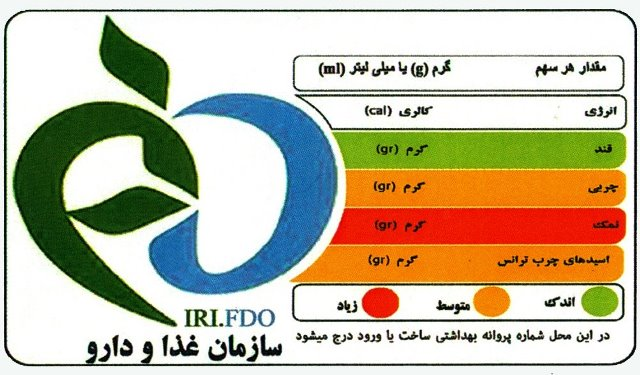 مقدار هر سهم گرم (g) یا میلی لیتر (ml)
انرژی کالری (cal)
قند گرم (gr)
چربی گرم (gr)
نمک گرم (gr)
اسیدهای چرب ترانس گرم (gr)
اندک متوسط زیاد
در این محل شماره پروانه بهداشتی ساخت یا ورود درج میشود
IRI.FDO
سازمان غذا و دارو